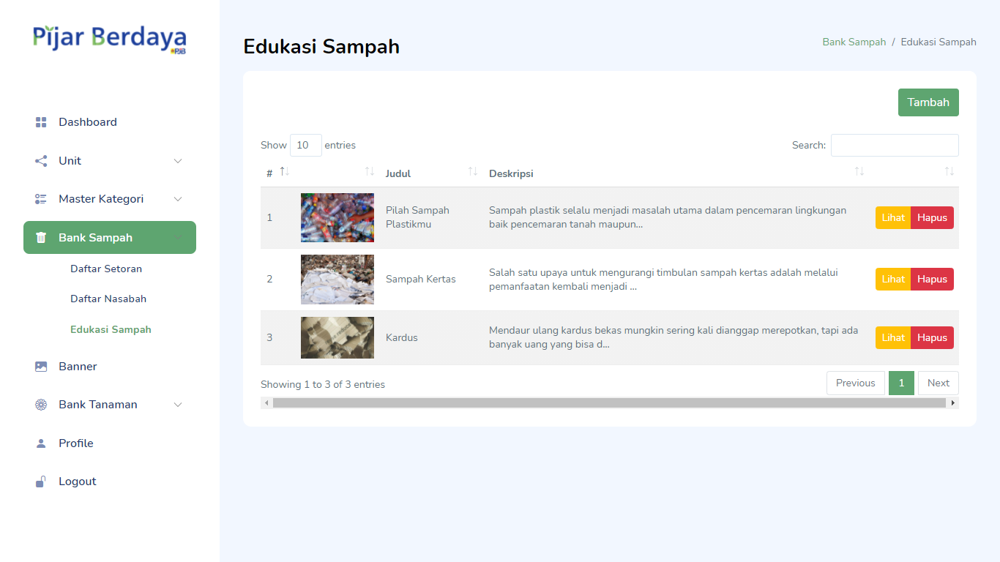 Pijar Berdaya
PJB
Dashboard
Unit
Master Kategori
Bank Sampah
Daftar Setoran
Daftar Nasabah
Edukasi Sampah
Banner
Bank Tanaman
Profile
Logout
Edukasi Sampah
Bank Sampah / Edukasi Sampah
Tambah
Show 10 entries
Search:
# Judul Deskripsi
1 Pilah Sampah Plastikmu
Sampah plastik selalu menjadi masalah utama dalam pencemaran lingkungan
baik pencemaran tanah maupun...
Lihat Hapus
2 Sampah Kertas
Salah satu upaya untuk mengurangi timbulan sampah kertas adalah melalui
pemanfaatan kembali menjadi ...
Lihat Hapus
3 Kardus
Mendaur ulang kardus bekas mungkin sering kali dianggap merepotkan, tapi ada
banyak uang yang bisa d...
Lihat Hapus
Showing 1 to 3 of 3 entries
Previous 1 Next